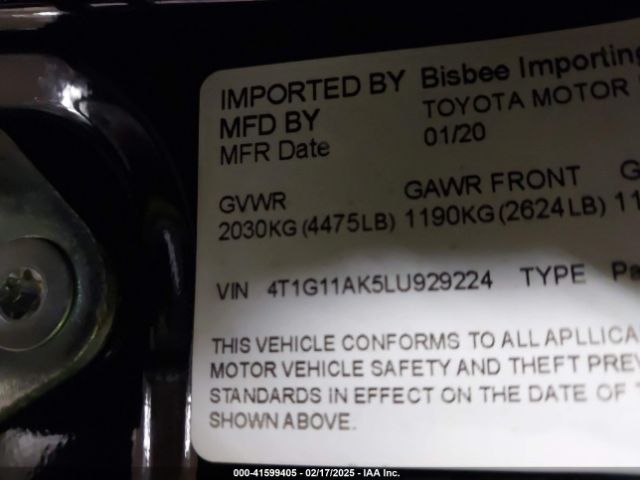 IMPORTED BY Bisbee Importing
MFD BY TOYOTA MOTOR
MFR Date 01/20
GVWR GAWR FRONT G
2030KG (4475LB) 1190KG (2624LB) 11
VIN 4T1G11AK5LU929224 TYPE Pa
THIS VEHICLE CONFORMS TO ALL APLLICA
MOTOR VEHICLE SAFETY AND THEFT PREV
STANDARDS IN EFFECT ON THE DATE OF
SHOWN ABOVE.
000-41599405 - 02/17/2025 - IAA Inc.